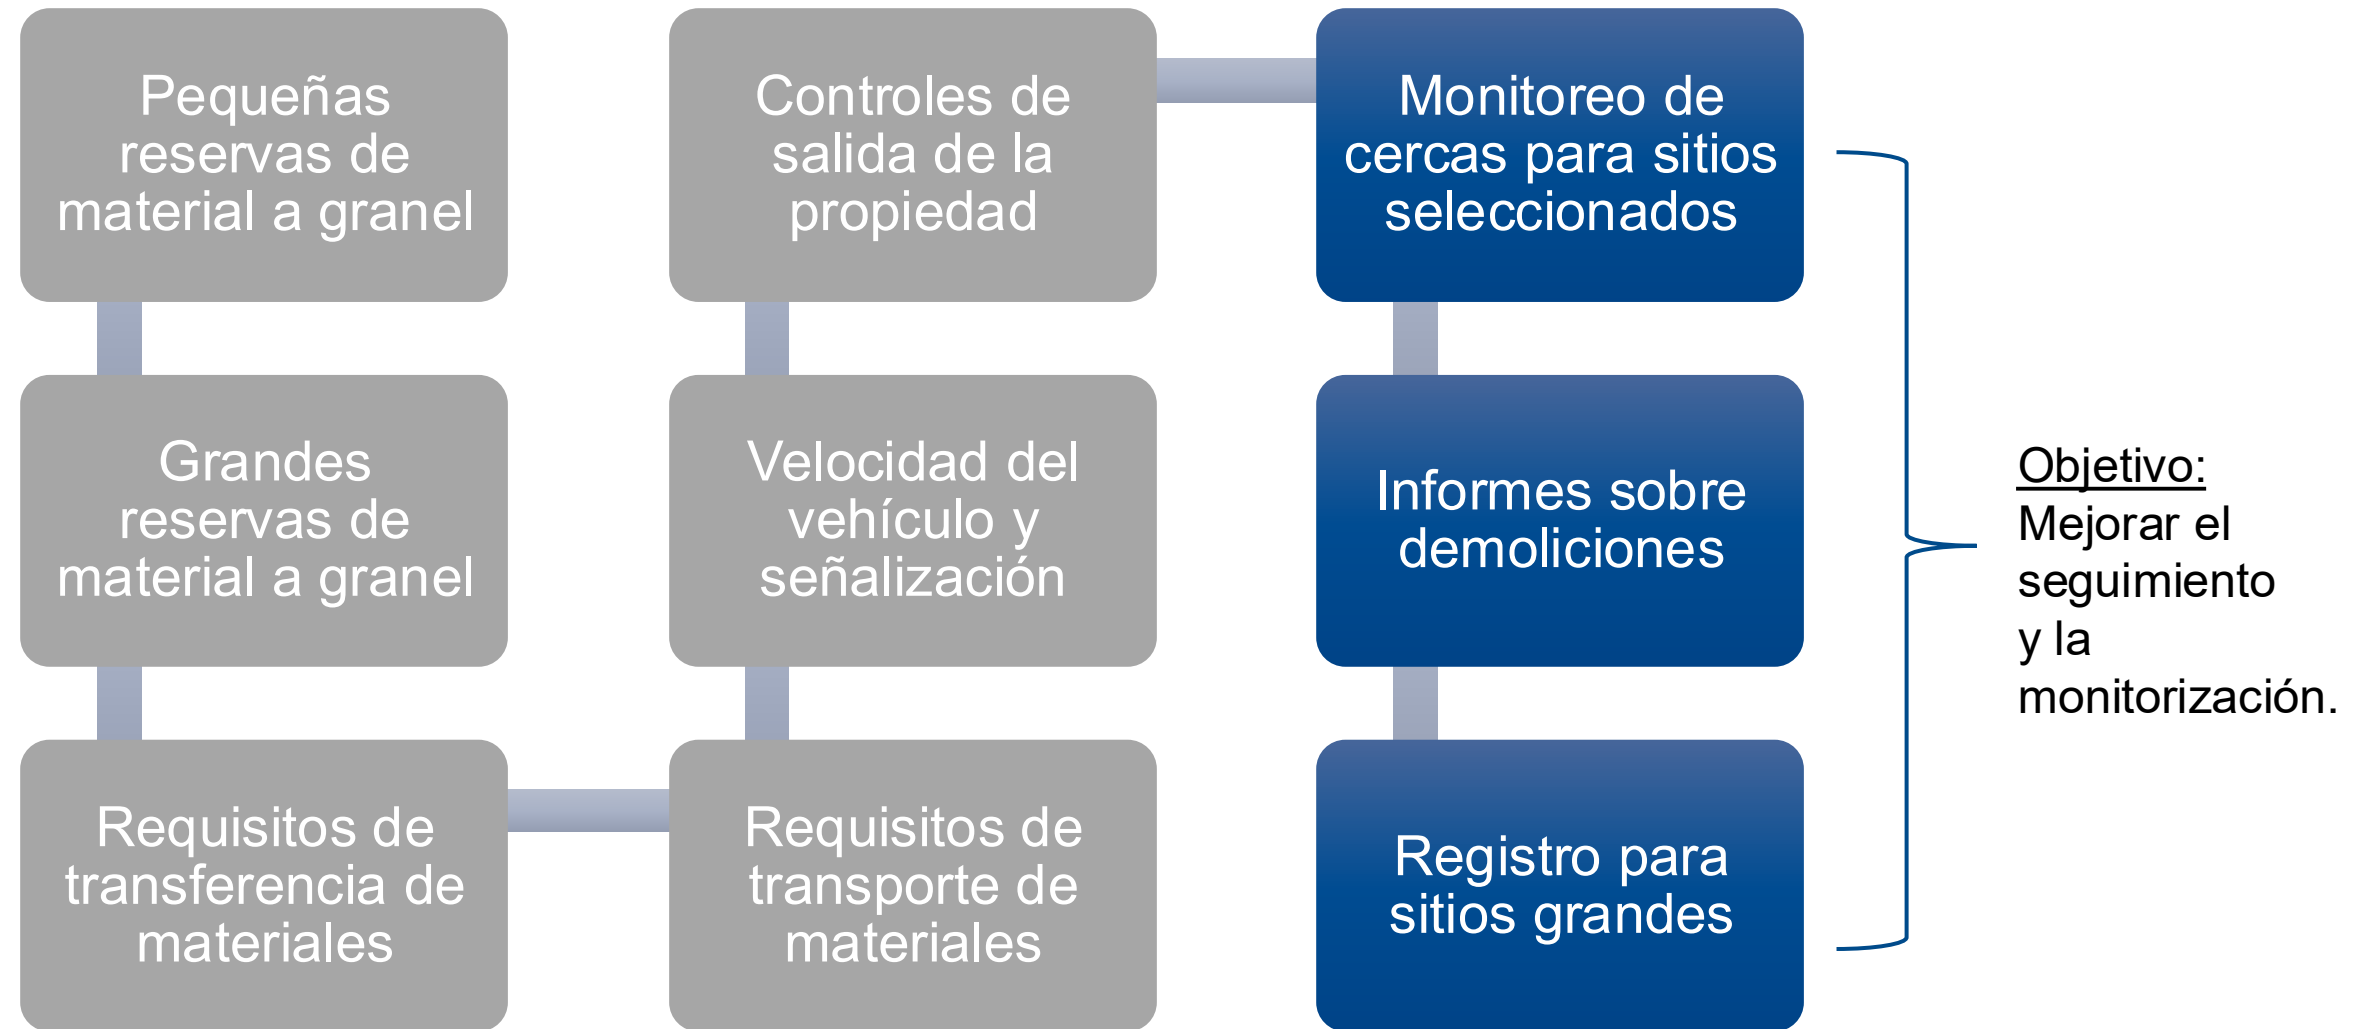 Pequeñas
reservas de
material a granel
Grandes
reservas de
material a granel
Requisitos de
transferencia de
materiales
Requisitos de
transporte de
materiales
Velocidad del
vehículo y
señalización
Controles de
salida de la
propiedad
Monitoreo de
cercas para sitios
seleccionados
Informes sobre
demoliciones
Registro para
sitios grandes
Objetivo:
Mejorar el
seguimiento
y la
monitorización.